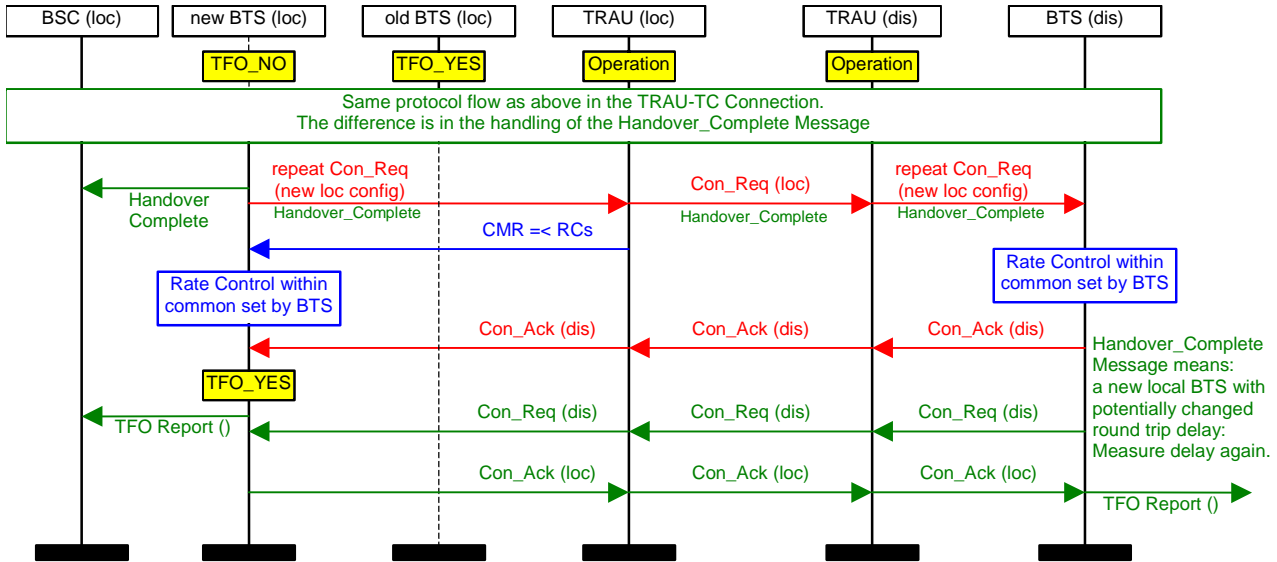 BSC (loc)
new BTS (loc)
old BTS (loc)
TRAU (loc)
TRAU (dis)
BTS (dis)
TFO_NO
TFO_YES
Operation
Operation
Same protocol flow as above in the TRAU-TC Connection.
The difference is in the handling of the Handover_Complete Message
Handover
Complete
repeat Con_Req
(new loc config)
Handover_Complete
Con_Req (loc)
Handover_Complete
repeat Con_Req
(new loc config)
Handover_Complete
CMR =< RCs
Rate Control within
common set by BTS
Rate Control within
common set by BTS
Con_Ack (dis)
Con_Ack (dis)
Con_Ack (dis)
Handover_Complete
Message means:
a new local BTS with
potentially changed
round trip delay:
Measure delay again.
TFO_YES
TFO Report ()
Con_Req (dis)
Con_Req (dis)
Con_Req (dis)
Con_Ack (loc)
Con_Ack (loc)
Con_Ack (loc)
TFO Report ()